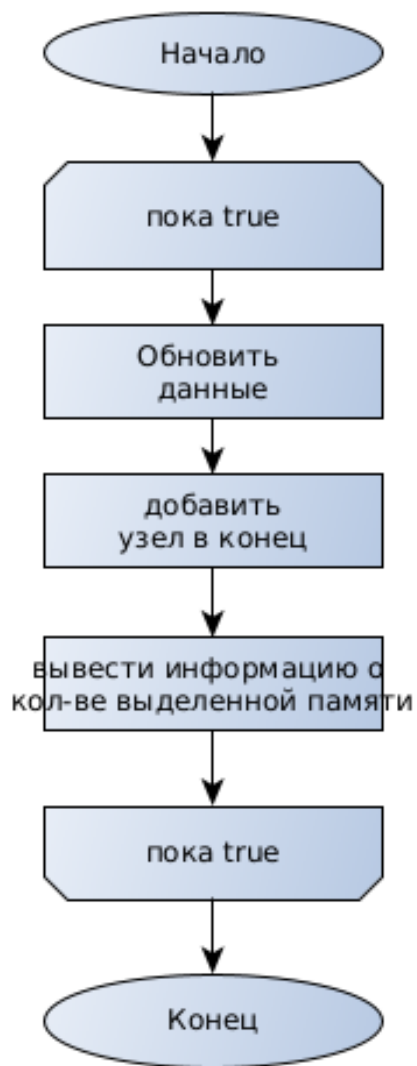 Начало
пока true
Обновить
данные
добавить
узел в конец
вывести информацию о
кол-ве выделенной памяти
пока true
Конец